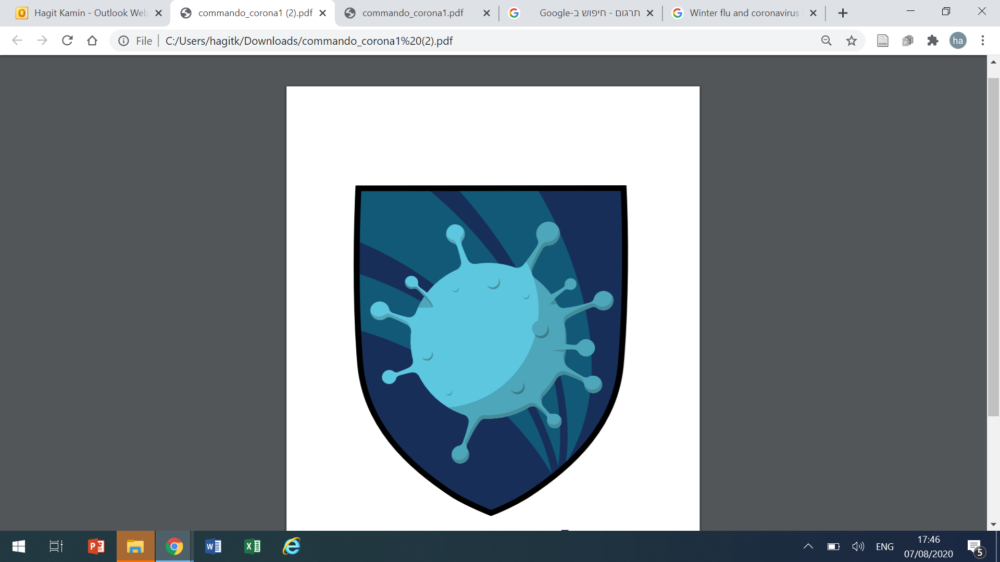 Hagit Kamin - Outlook Web
commando_corona1 (2).pdf
commando_corona1.pdf
תרגום - חיפוש ב-Google
Winter flu and coronavirus i
File
C:/Users/hagitk/Downloads/commando_corona1%20(2).pdf
ha
ENG
17:46
07/08/2020
5